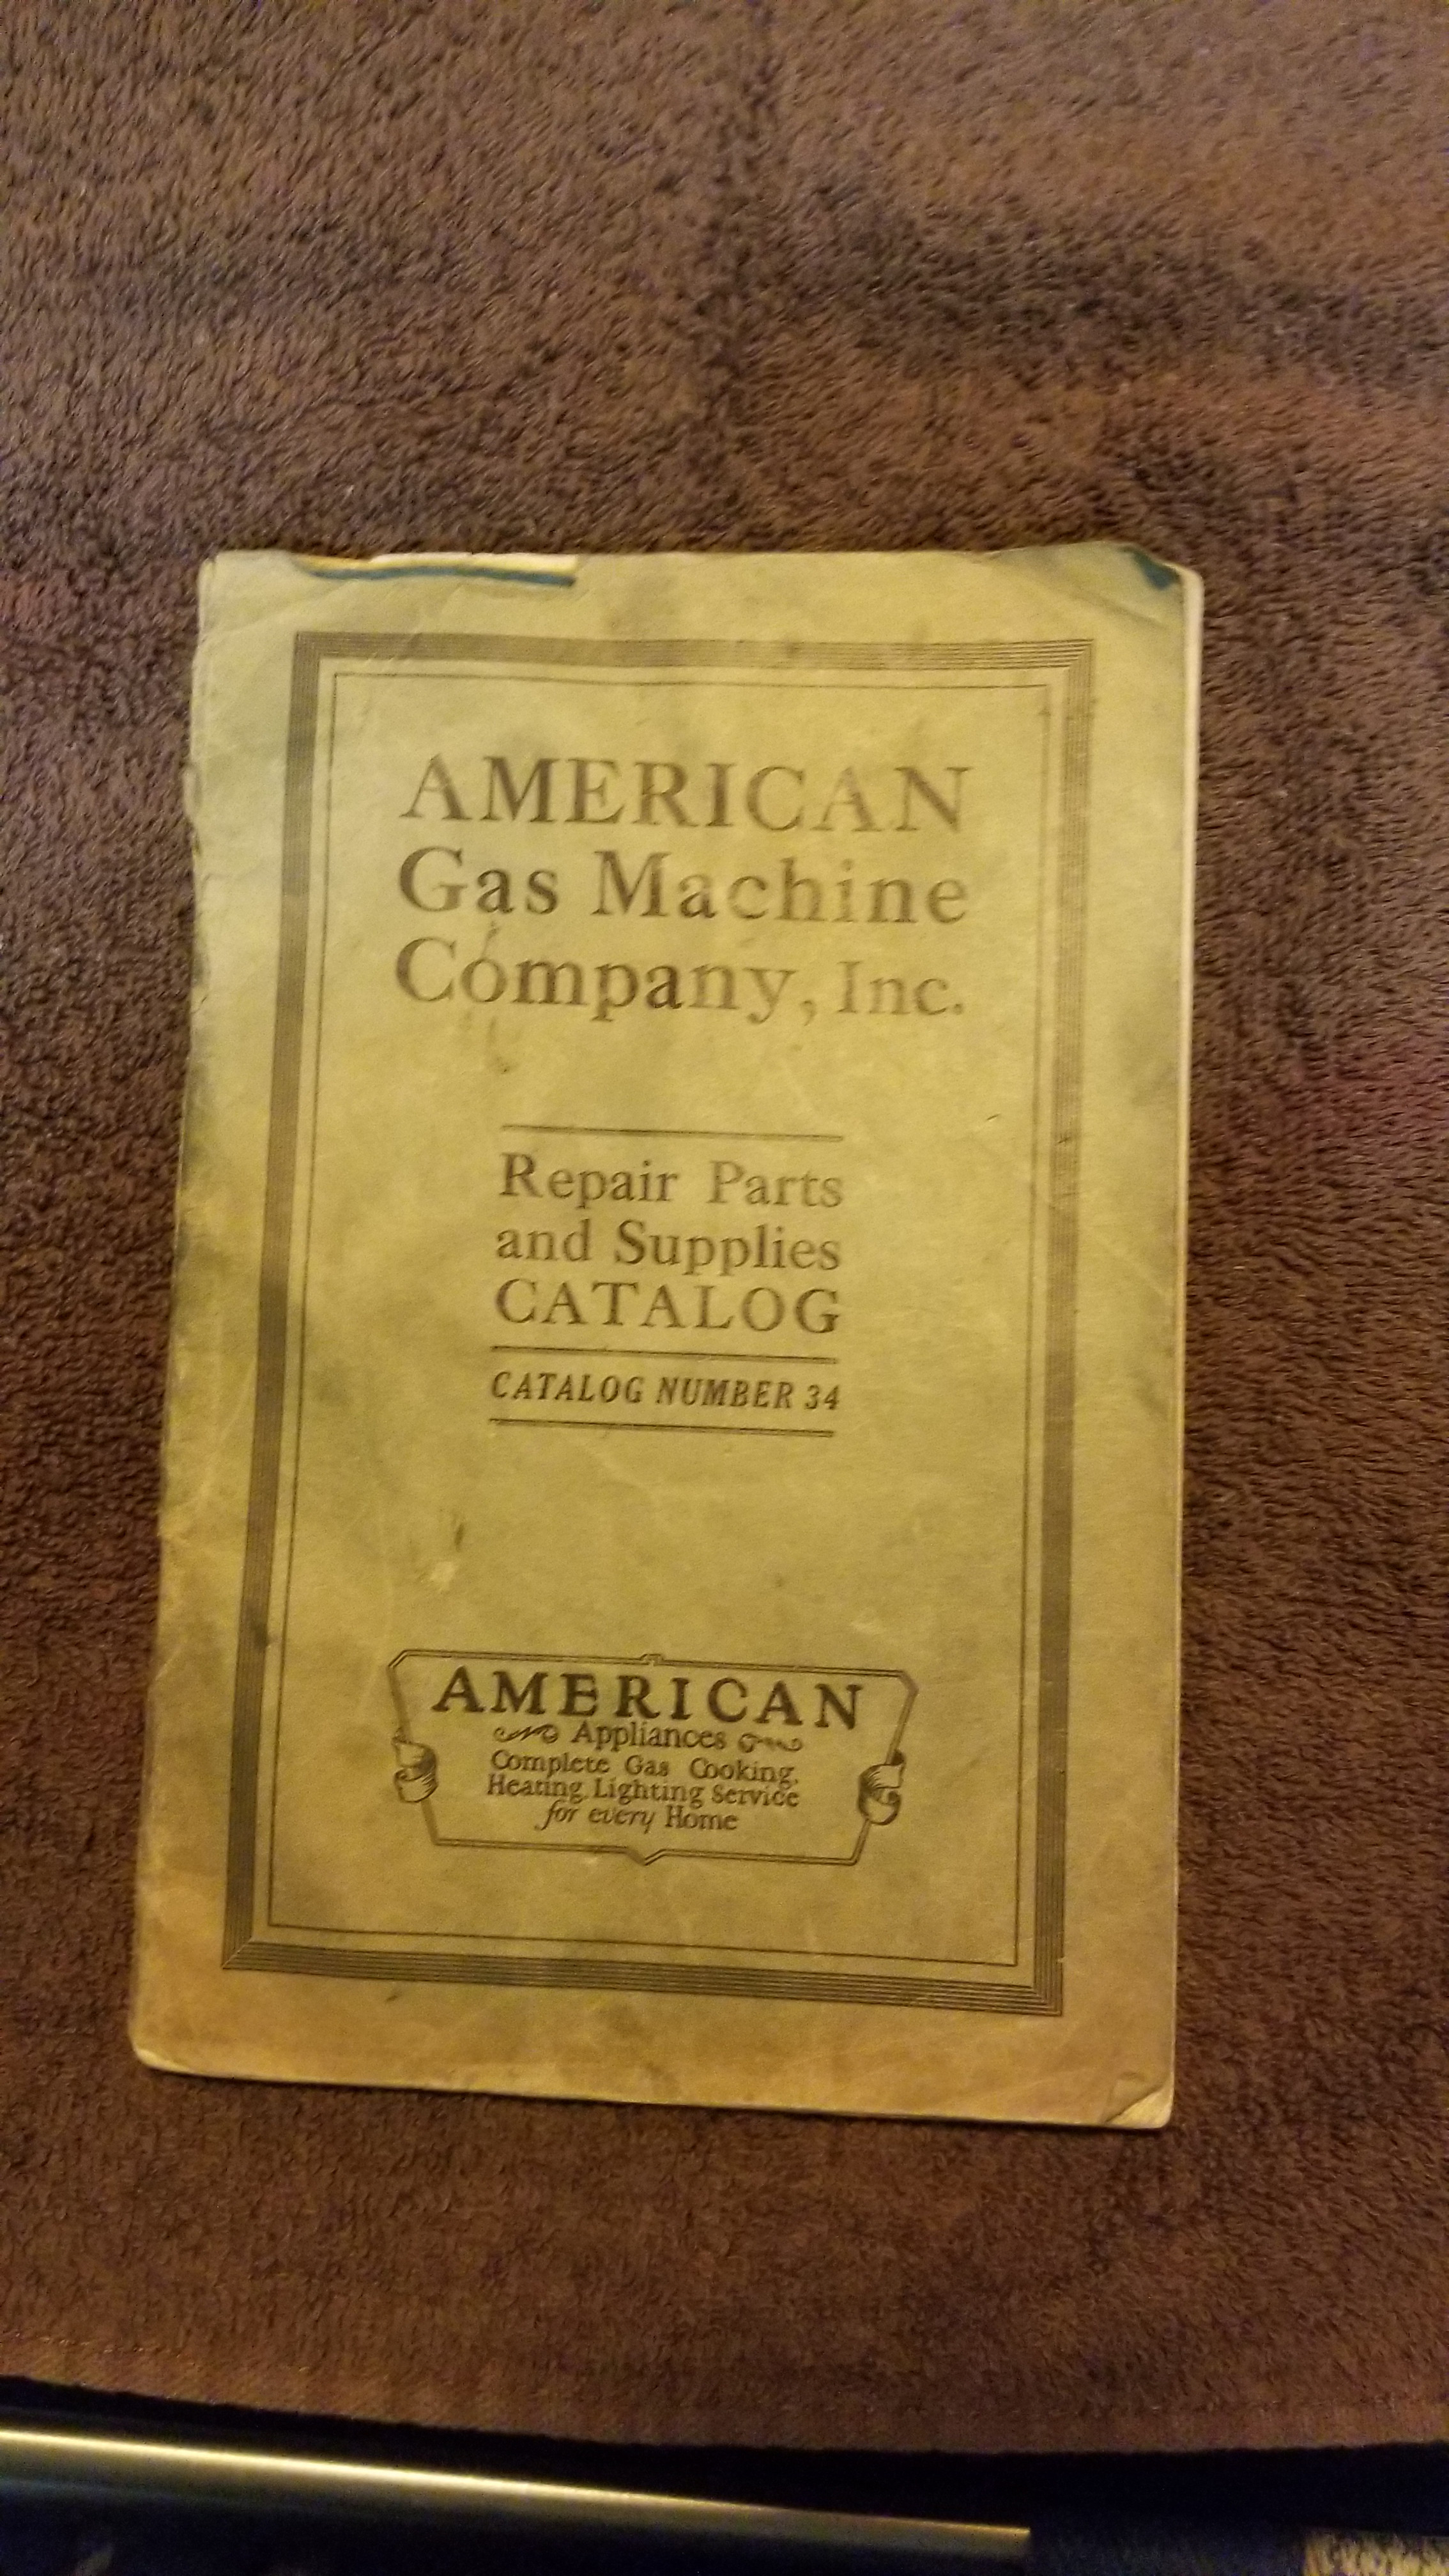 AMERICAN
Gas Machine
Company, Inc.
Repair Parts
and Supplies
CATALOG
CATALOG NUMBER 34
AMERICAN
Appliances
Complete Gas Cooking,
Heating, Lighting Service
for every Home